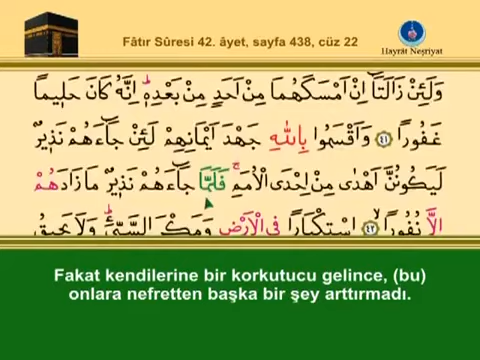 Fâtır Sûresi 42. âyet, sayfa 438, cüz 22
Hayrât Neşriyat
وَلَئِنْ زَالَتَٓا اِنْ اَمْسَكَهُمَا مِنْ اَحَدٍ مِنْ بَعْدِهٖؕ اِنَّهُ كَانَ حَلٖيمًا
غَفُورًا ﴿٤١﴾ وَاَقْسَمُوا بِاللّٰهِ جَهْدَ اَيْمَانِهِمْ لَئِنْ جَٓاءَهُمْ نَذٖيرٌ
لَيَكُونُنَّ اَهْدٰى مِنْ اِحْدَى الْاُمَمِۚ فَلَمَّا جَٓاءَهُمْ نَذٖيرٌ مَا زَادَهُمْ
اِلَّا نُفُورًاۙ ﴿٤٢﴾ اِسْتِكْبَارًا فِي الْاَرْضِ وَمَكْرَ السَّيِّئِؕ وَلَا يَحٖيقُ
Fakat kendilerine bir korkutucu gelince, (bu)
onlara nefretten başka bir şey arttırmadı.